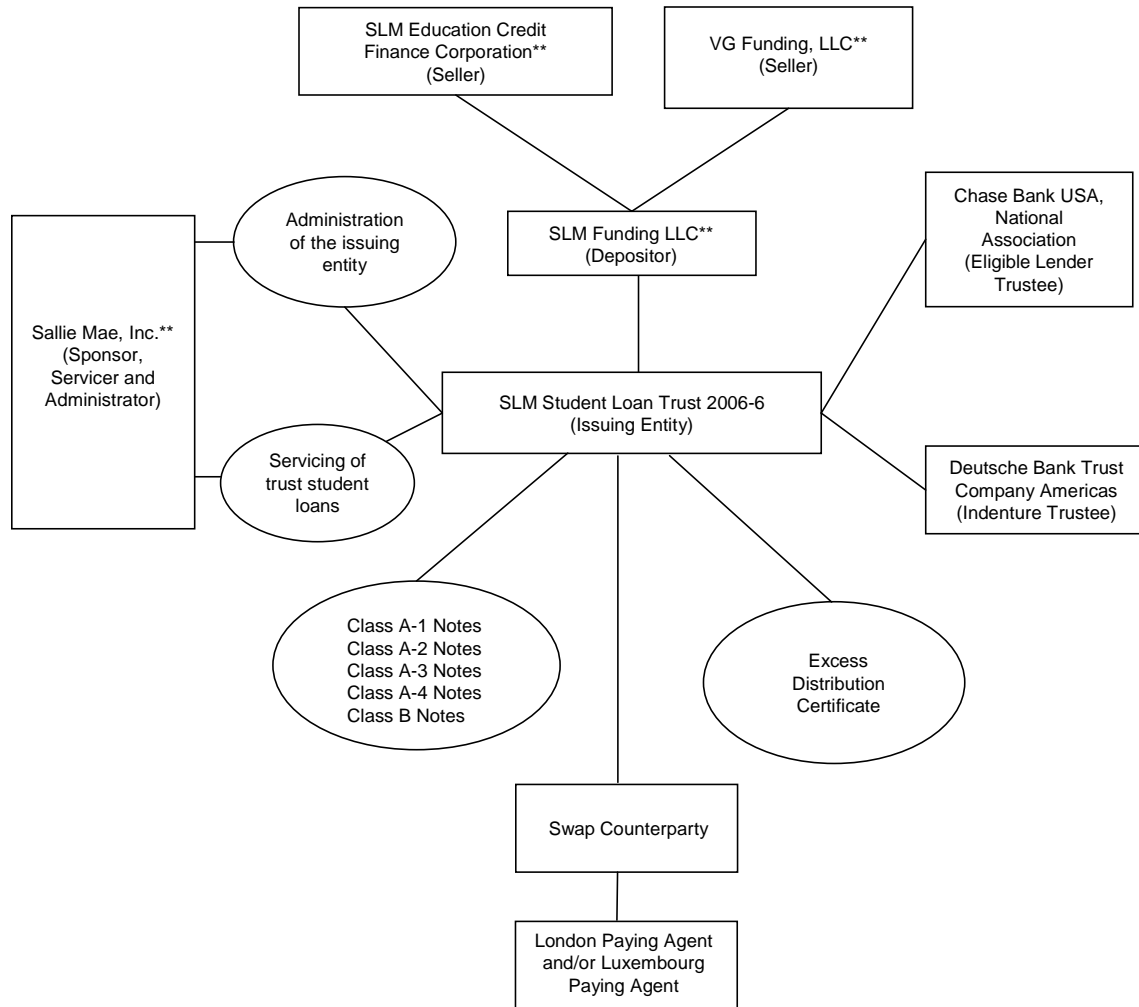 SLM Education Credit
Finance Corporation**
(Seller)
VG Funding, LLC**
(Seller)
Administration
of the issuing
entity
SLM Funding LLC**
(Depositor)
Chase Bank USA,
National
Association
(Eligible Lender
Trustee)
Sallie Mae, Inc.**
(Sponsor,
Servicer and
Administrator)
SLM Student Loan Trust 2006-6
(Issuing Entity)
Servicing of
trust student
loans
Deutsche Bank Trust
Company Americas
(Indenture Trustee)
Class A-1 Notes
Class A-2 Notes
Class A-3 Notes
Class A-4 Notes
Class B Notes
Excess
Distribution
Certificate
Swap Counterparty
London Paying Agent
and/or Luxembourg
Paying Agent